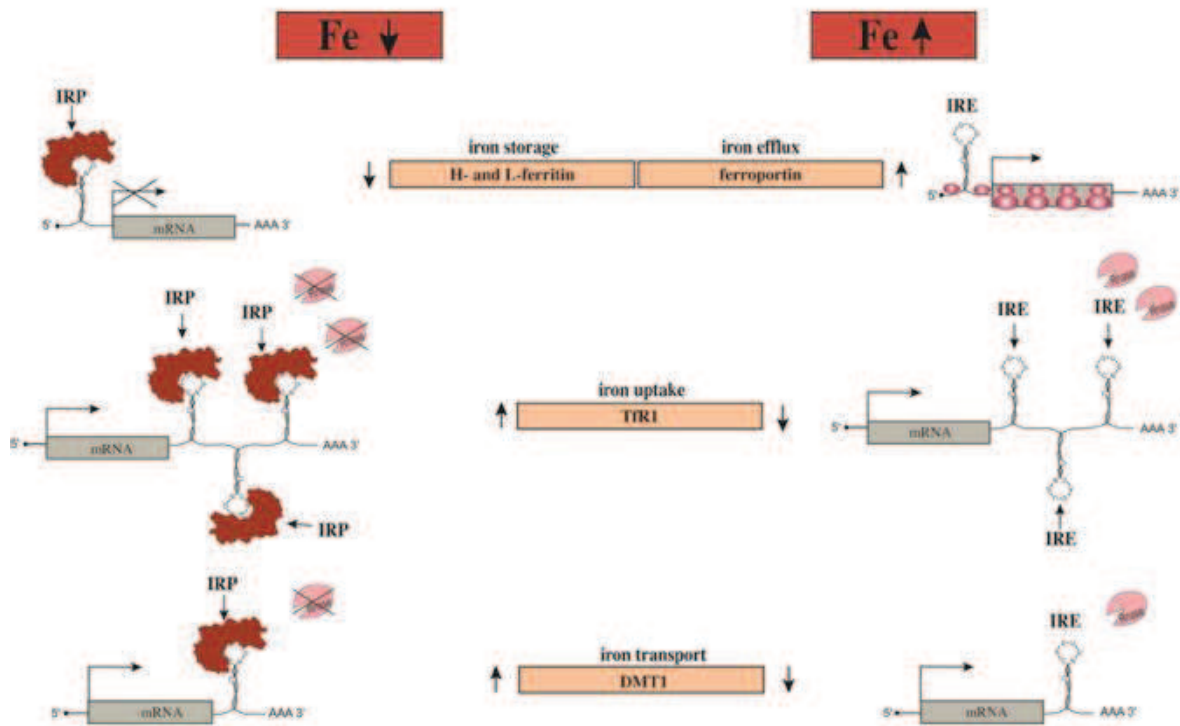 Fe
Fe
IRP
IRE
iron storage
iron efflux
H- and L-ferritin
ferroportin
5'
mRNA
AAA 3'
5'
AAA 3'
IRP
IRP
IRE
IRE
iron uptake
TfR1
5'
mRNA
AAA 3'
5'
mRNA
AAA 3'
IRP
IRE
IRP
IRE
iron transport
DMT1
5'
mRNA
AAA 3'
5'
mRNA
AAA 3'